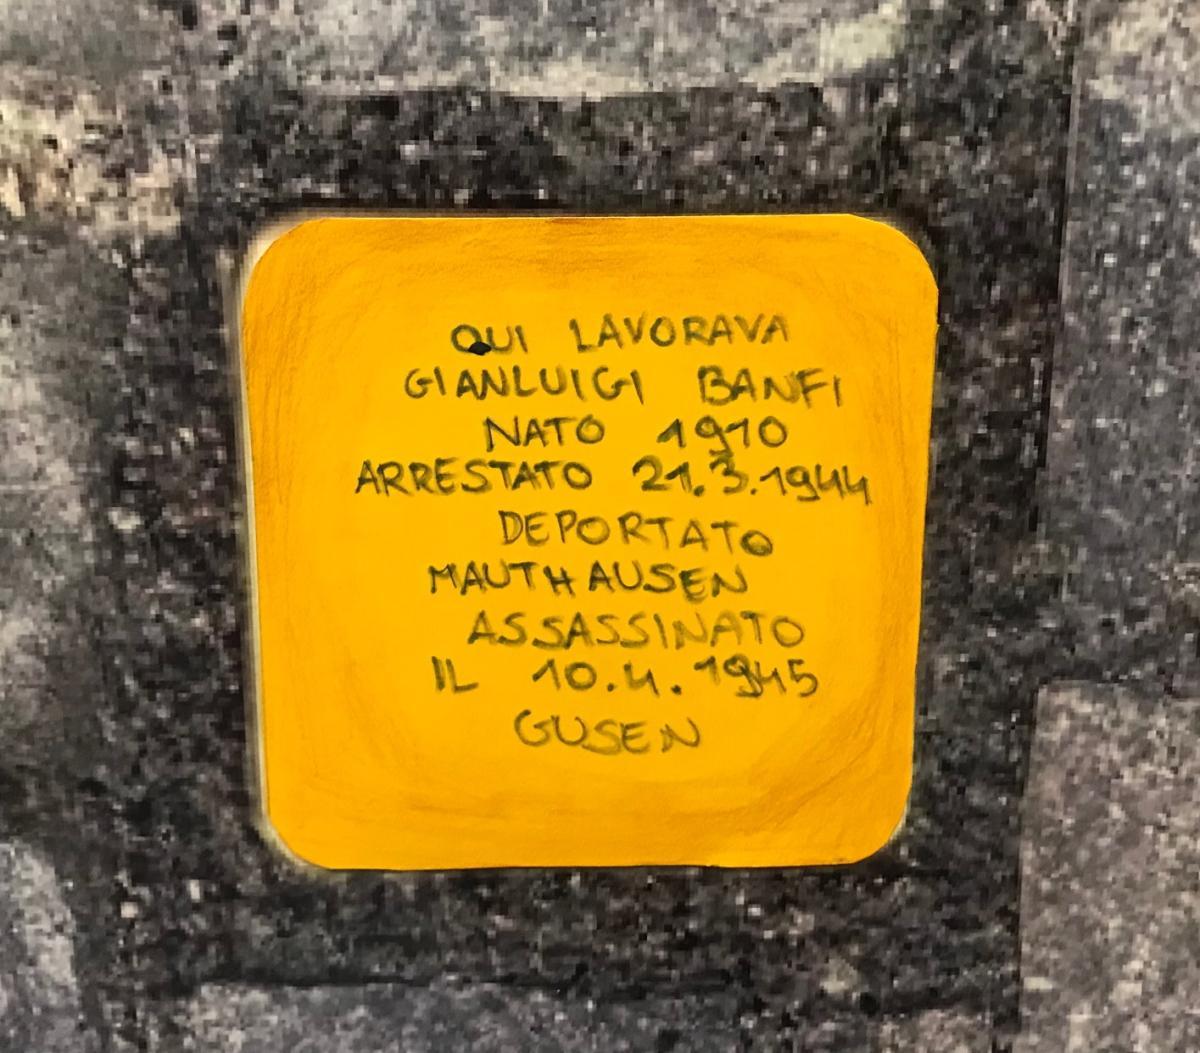 QUI LAVORAVA
GIANLUIGI BANFI
NATO 1910
ARRESTATO 21.3.1944
DEPORTATO
MAUTHAUSEN
ASSASSINATO
IL 10.4.1945
GUSEN